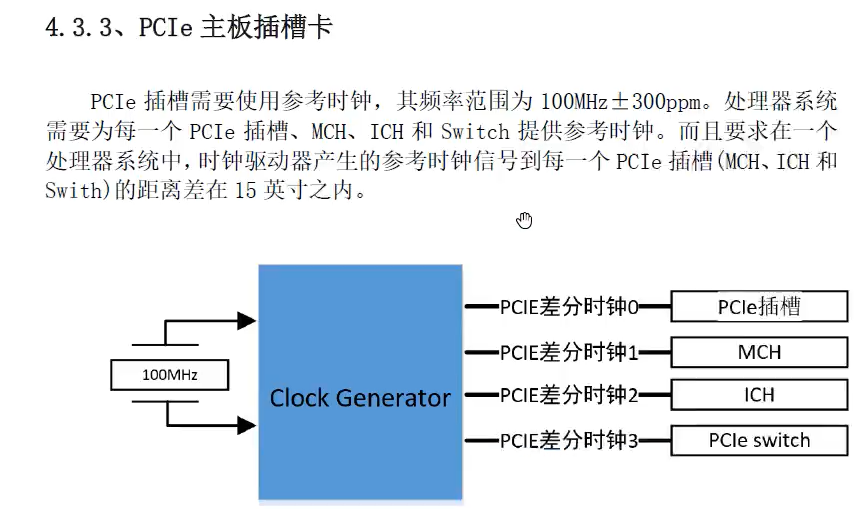 4.3.3、PCIe 主板插槽卡
PCIe 插槽需要使用参考时钟，其频率范围为 100MHz±300ppm。处理器系统
需要为每一个 PCIe 插槽、MCH、ICH 和 Switch 提供参考时钟。而且要求在一个
处理器系统中，时钟驱动器产生的参考时钟信号到每一个 PCIe 插槽(MCH、ICH 和
Swith)的距离差在 15 英寸之内。
100MHz
Clock Generator
PCIE差分时钟0
PCIe插槽
PCIE差分时钟1
MCH
PCIE差分时钟2
ICH
PCIE差分时钟3
PCIe switch